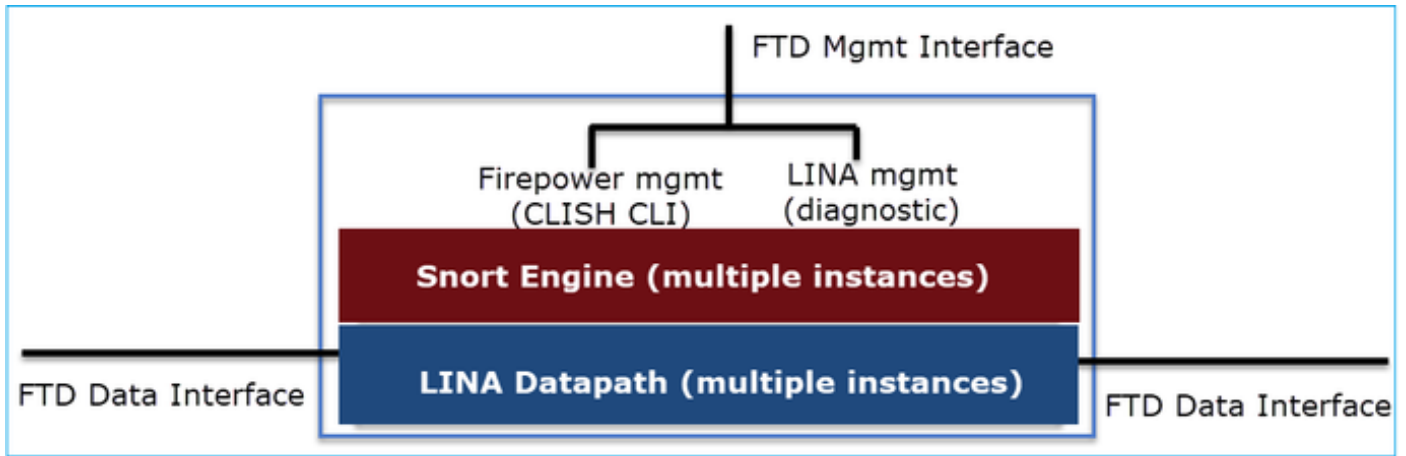 FTD Mgmt Interface
Firepower mgmt
(CLISH CLI)
LINA mgmt
(diagnostic)
Snort Engine (multiple instances)
LINA Datapath (multiple instances)
FTD Data Interface
FTD Data Interface